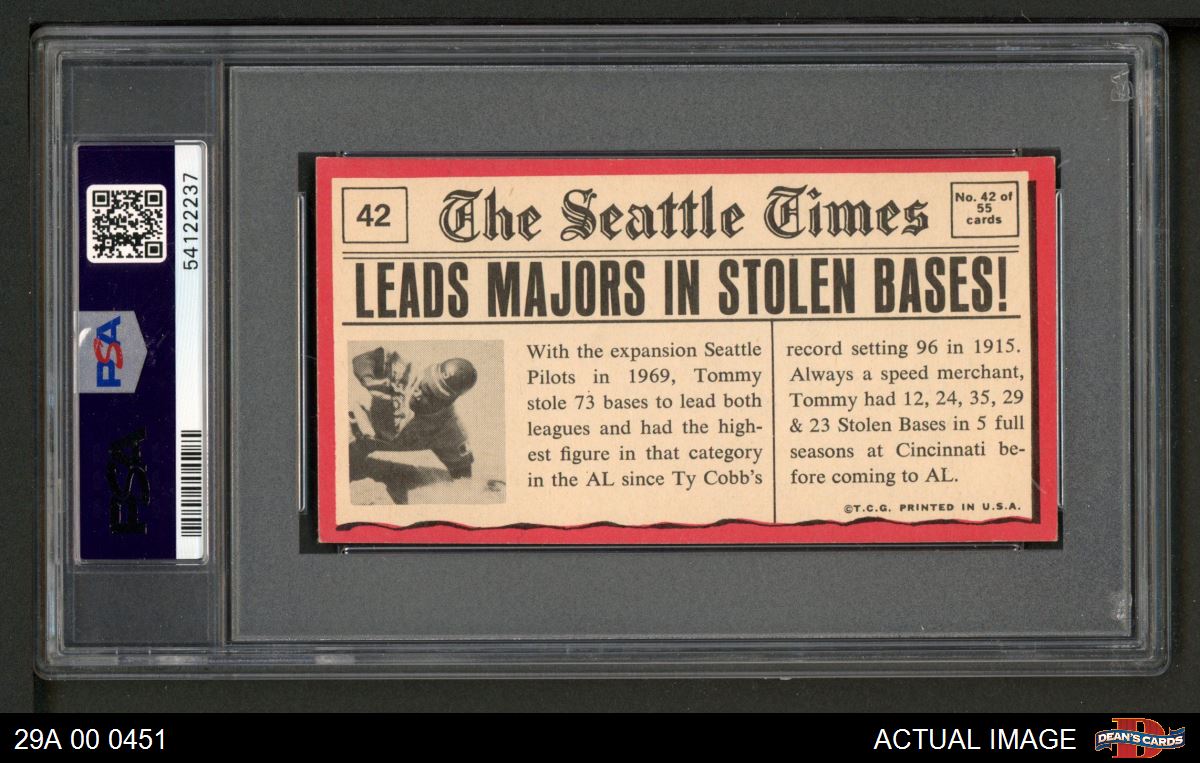 54122237
PSA
PSA
42
The Seattle Times
No. 42 of
55
cards
LEADS MAJORS IN STOLEN BASES!
With the expansion Seattle
Pilots in 1969, Tommy
stole 73 bases to lead both
leagues and had the high-
est figure in that category
in the AL since Ty Cobb's
record setting 96 in 1915.
Always a speed merchant,
Tommy had 12, 24, 35, 29
& 23 Stolen Bases in 5 full
seasons at Cincinnati be-
fore coming to AL.
©T.C.G. PRINTED IN U.S.A.
29A 00 0451
ACTUAL IMAGE
DEAN'S CARDS